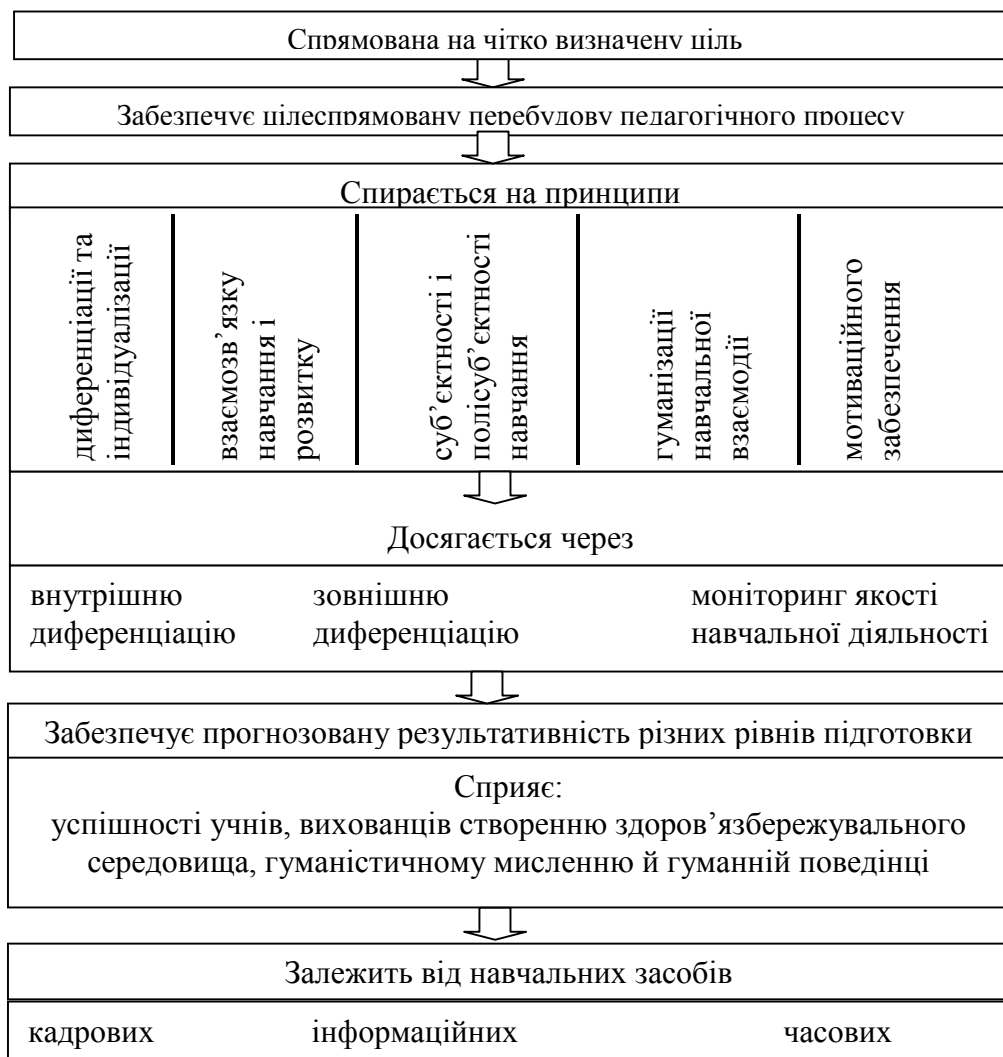 Спрямована на чітко визначену ціль
Забезпечує цілеспрямовану перебудову педагогічного процесу
Спирається на принципи
диференціації та
індивідуалізації
взаємозв’язку
навчання і
розвитку
суб’єктності і
полісуб’єктності
навчання
гуманізації
навчальної
взаємодії
мотиваційного
забезпечення
Досягається через
внутрішню
диференціацію
зовнішню
диференціацію
моніторинг якості
навчальної діяльності
Забезпечує прогнозовану результативність різних рівнів підготовки
Сприяє:
успішності учнів, вихованців створенню здоров’язбережувального
середовища, гуманістичному мисленню й гуманній поведінці
Залежить від навчальних засобів
кадрових
інформаційних
часових